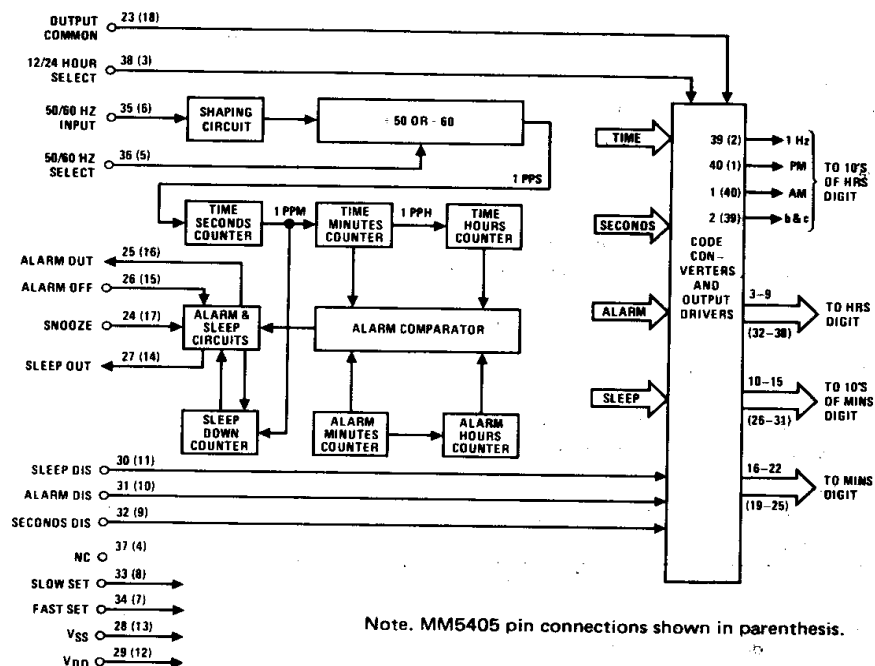 OUTPUT COMMON 23 (18)
12/24 HOUR SELECT 38 (3)
50/60 HZ INPUT 35 (6)
SHAPING CIRCUIT
50 OR - 60
50/60 HZ SELECT 36 (5)
1 PPS
TIME SECONDS COUNTER
1 PPM
TIME MINUTES COUNTER
1 PPH
TIME HOURS COUNTER
ALARM OUT 25 (16)
ALARM OFF 26 (15)
SNOOZE 24 (17)
SLEEP OUT 27 (14)
ALARM & SLEEP CIRCUITS
ALARM COMPARATOR
SLEEP DOWN COUNTER
ALARM MINUTES COUNTER
ALARM HOURS COUNTER
SLEEP DIS 30 (11)
ALARM DIS 31 (10)
SECONDS DIS 32 (9)
NC 37 (4)
SLOW SET 33 (8)
FAST SET 34 (7)
VSS 28 (13)
VDD 29 (12)
TIME
SECONDS
ALARM
SLEEP
CODE
CON-
VERTERS
AND
OUTPUT
DRIVERS
39 (2) 1 Hz
40 (1) PM
1 (40) AM
2 (39) b & c
TO 10'S
OF HRS
DIGIT
3-9
(32-38)
TO HRS
DIGIT
10-15
(26-31)
TO 10'S
OF MINS
DIGIT
16-22
(19-25)
TO MINS
DIGIT
Note. MM5405 pin connections shown in parenthesis.